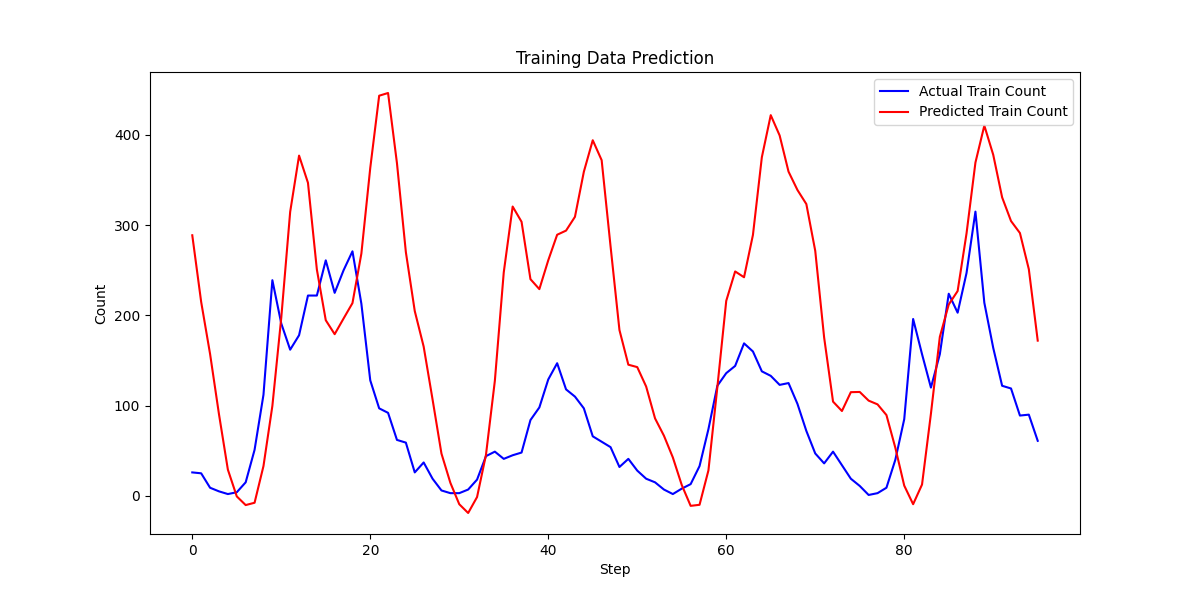 Training Data Prediction
Actual Train Count
Predicted Train Count
Count
400
300
200
100
0
0 20 40 60 80
Step